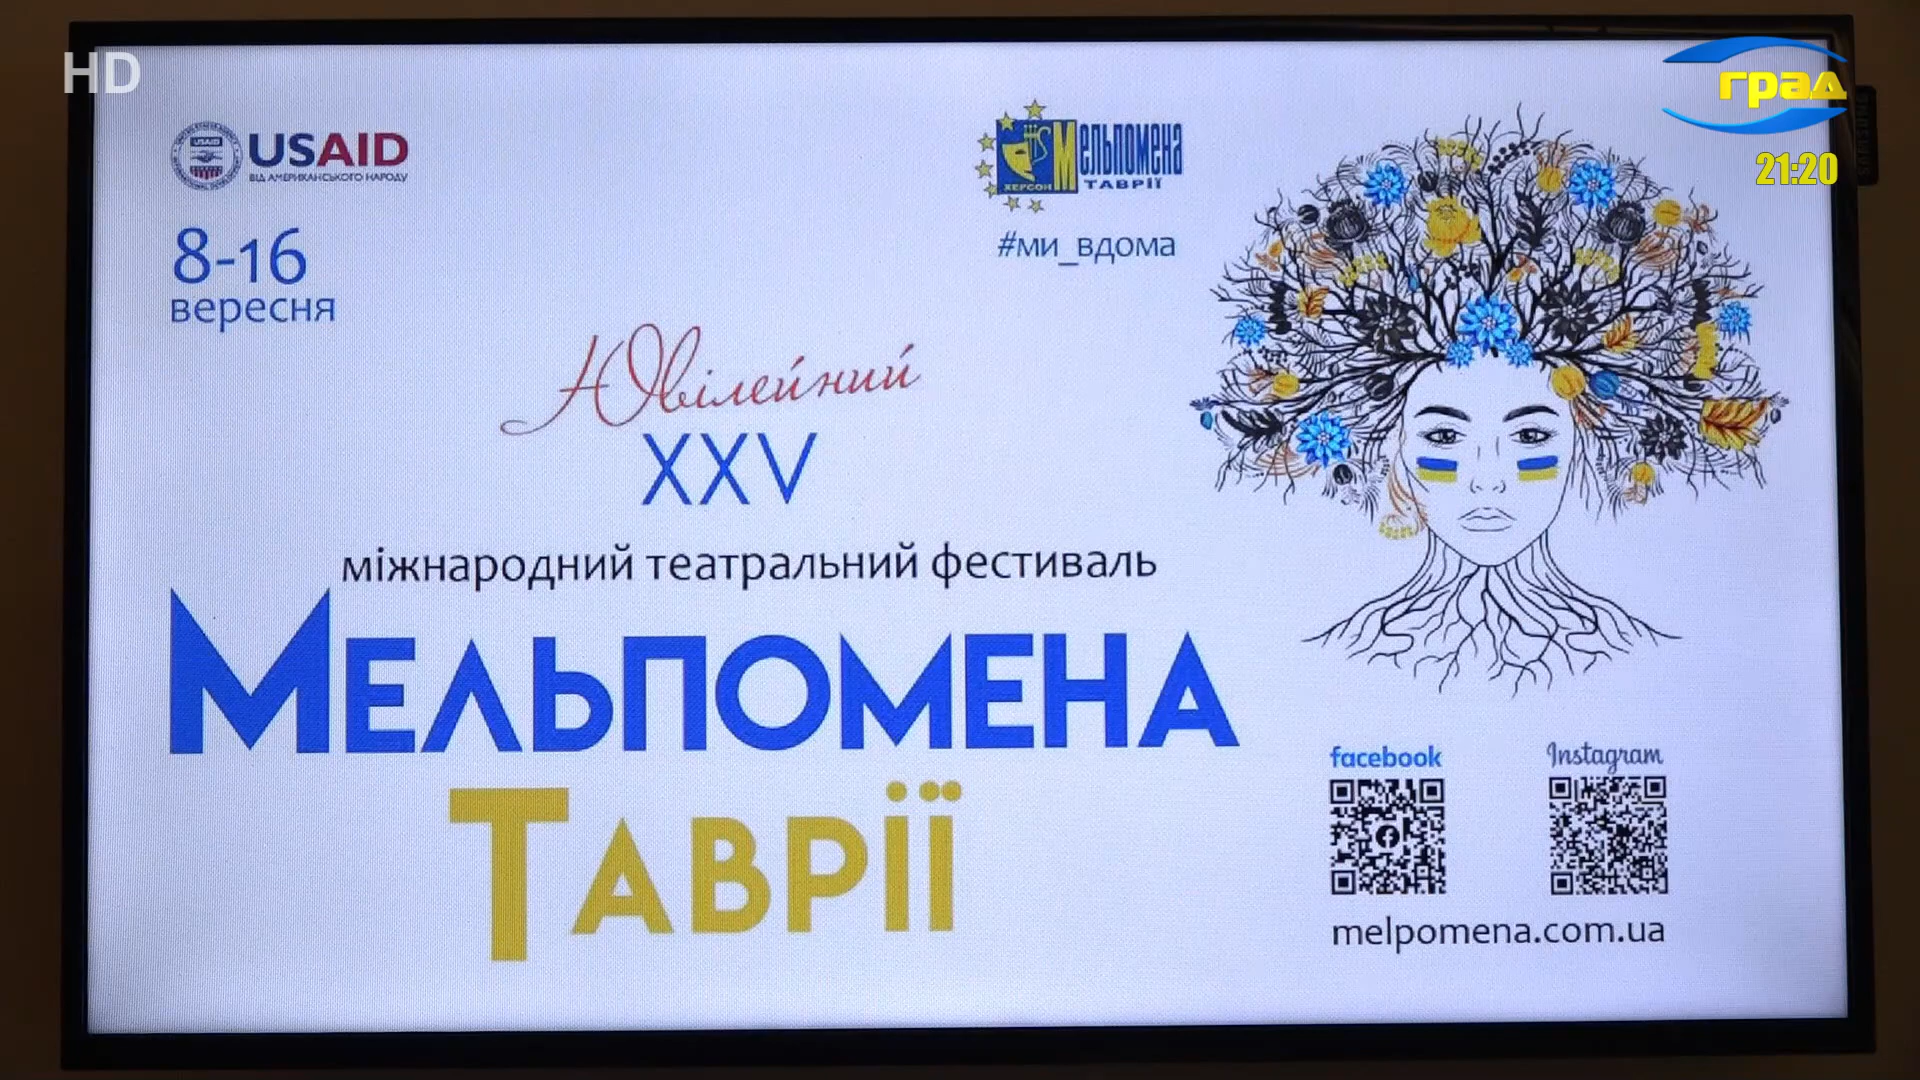 HD
град
21:20
SAMSUNG
USAID
ВІД АМЕРИКАНСЬКОГО НАРОДУ
8-16
вересня
Мельпомена
ТАВРІЇ
ХЕРСОН
#ми_вдома
Ювілейний
XXV
міжнародний театральний фестиваль
МЕЛЬПОМЕНА
ТАВРІЇ
facebook
Instagram
melpomena.com.ua